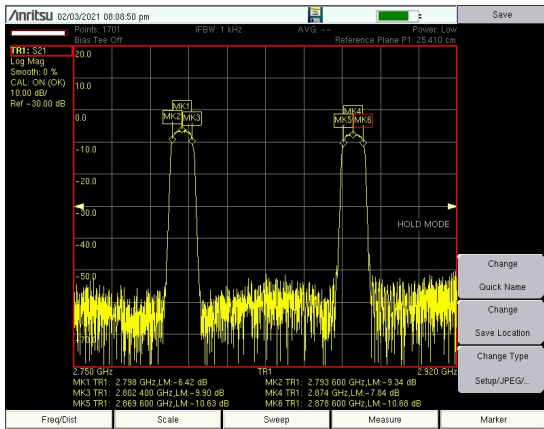 Anritsu 02/03/2021 08:08:50 pm
Save
Points: 1701 IFBW: 1 kHz AVG: -- Power: Low
Bias Tee Off Reference Plane P1: 25.410 cm
TR1: S21
Log Mag
Smooth: 0 %
CAL: ON (OK)
10.00 dB/
Ref -30.00 dB
20.0
10.0
0.0
-10.0
-20.0
-30.0
-40.0
-50.0
-60.0
-70.0
MK1
MK2 MK3
MK4
MK5 MK6
HOLD MODE
2.750 GHz TR1 2.920 GHz
MK1 TR1: 2.798 GHz,LM:-6.42 dB MK2 TR1: 2.793 600 GHz,LM:-9.34 dB
MK3 TR1: 2.802 400 GHz,LM:-9.90 dB MK4 TR1: 2.874 GHz,LM:-7.84 dB
MK5 TR1: 2.869 600 GHz,LM:-10.63 dB MK6 TR1: 2.878 600 GHz,LM:-10.68 dB
Change
Quick Name
Change
Save Location
Change Type
Setup/JPEG/...
Freq/Dist Scale Sweep Measure Marker